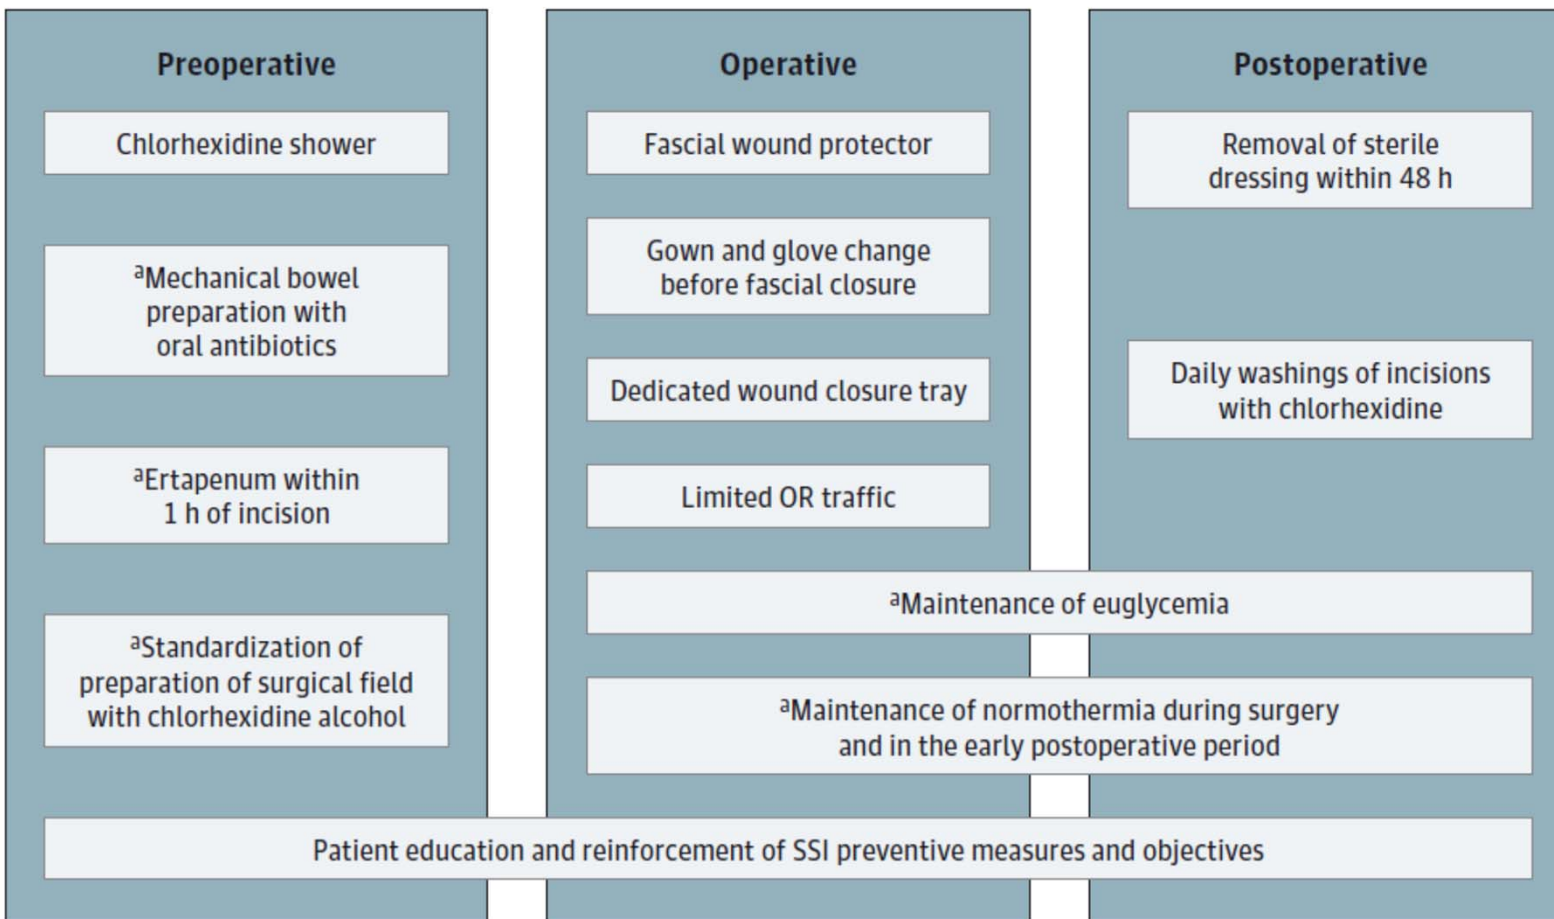 Preoperative
Chlorhexidine shower
ᵃMechanical bowel
preparation with
oral antibiotics
ᵃErtapenum within
1 h of incision
ᵃStandardization of
preparation of surgical field
with chlorhexidine alcohol
Operative
Fascial wound protector
Gown and glove change
before fascial closure
Dedicated wound closure tray
Limited OR traffic
Postoperative
Removal of sterile
dressing within 48 h
Daily washings of incisions
with chlorhexidine
ᵃMaintenance of euglycemia
ᵃMaintenance of normothermia during surgery
and in the early postoperative period
Patient education and reinforcement of SSI preventive measures and objectives